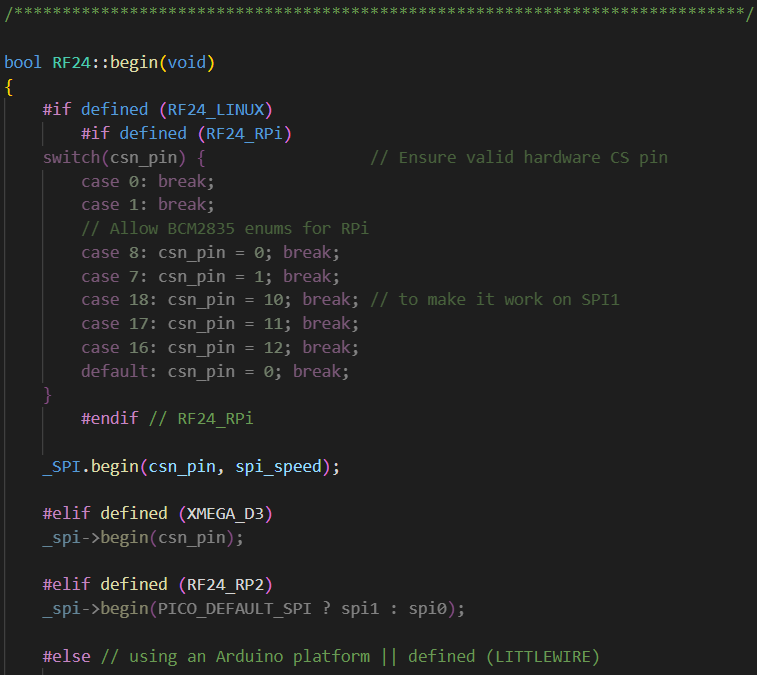 /****************************************************************************/
bool RF24::begin(void)
{
    #if defined (RF24_LINUX)
        #if defined (RF24_RPi)
    switch(csn_pin) {                 // Ensure valid hardware CS pin
        case 0: break;
        case 1: break;
        // Allow BCM2835 enums for RPi
        case 8: csn_pin = 0; break;
        case 7: csn_pin = 1; break;
        case 18: csn_pin = 10; break; // to make it work on SPI1
        case 17: csn_pin = 11; break;
        case 16: csn_pin = 12; break;
        default: csn_pin = 0; break;
    }
        #endif // RF24_RPi
    _SPI.begin(csn_pin, spi_speed);
    #elif defined (XMEGA_D3)
    _spi->begin(csn_pin);
    #elif defined (RF24_RP2)
    _spi->begin(PICO_DEFAULT_SPI ? spi1 : spi0);
    #else // using an Arduino platform || defined (LITTLEWIRE)